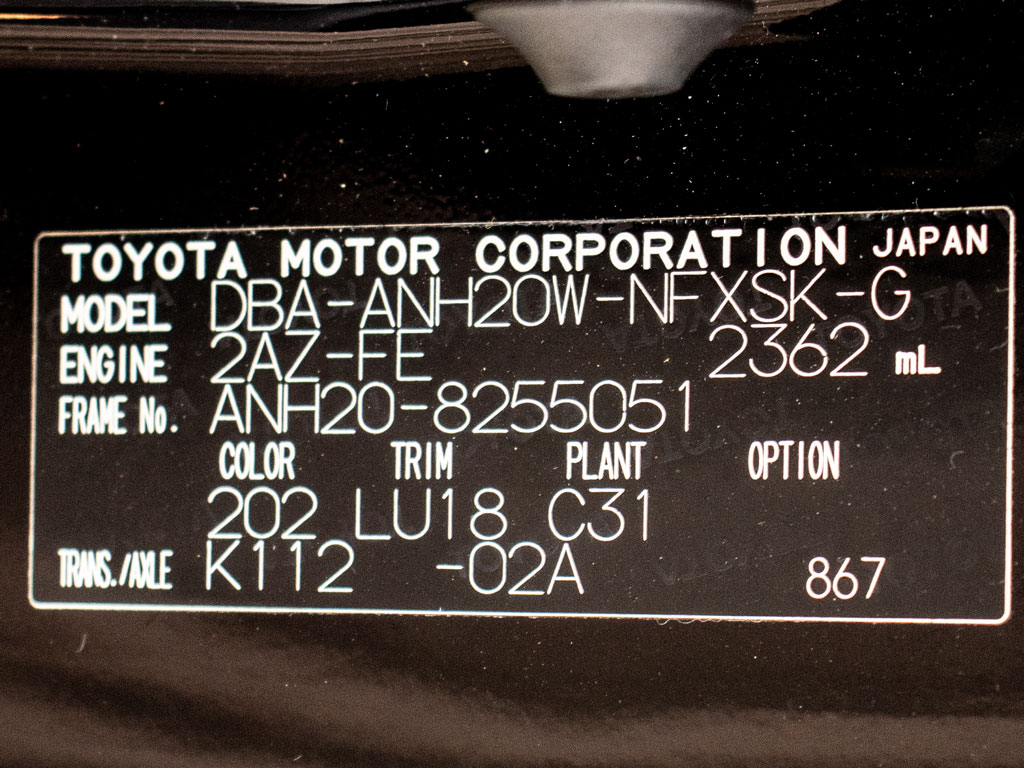 TOYOTA MOTOR CORPORATION JAPAN
MODEL DBA-ANH20W-NFXSK-G
ENGINE 2AZ-FE 2362 mL
FRAME No. ANH20-8255051
COLOR TRIM PLANT OPTION
202 LU18 C31
TRANS./AXLE K112 -02A 867